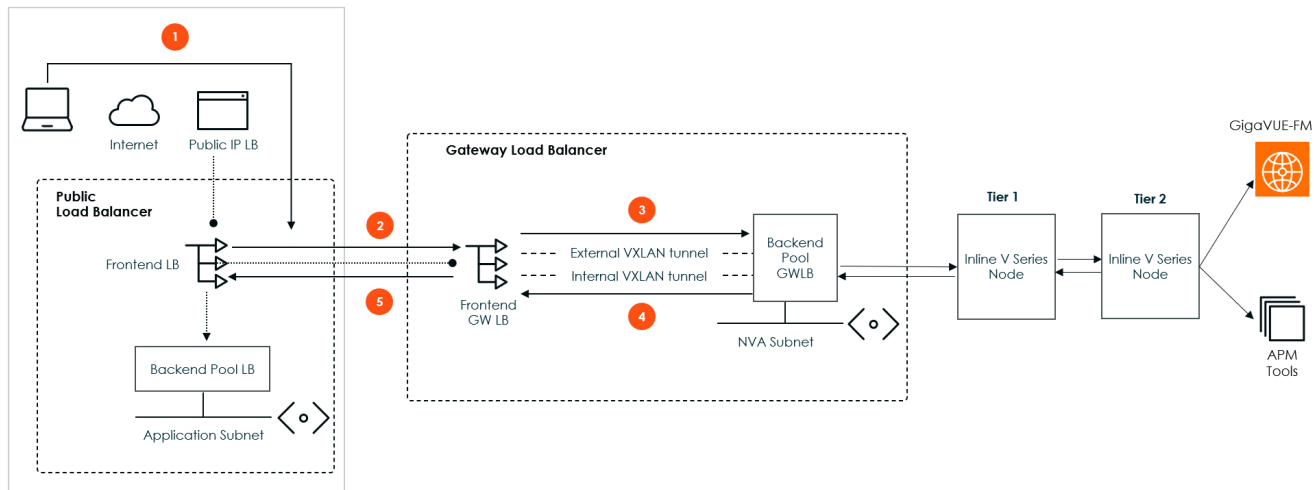 1
Internet
Public IP LB
Public
Load Balancer
Frontend LB
Backend Pool LB
Application Subnet
2
5
Gateway Load Balancer
3
External VXLAN tunnel
Internal VXLAN tunnel
4
Frontend
GW LB
Backend
Pool
GWLB
NVA Subnet
Tier 1
Inline V Series
Node
Tier 2
Inline V Series
Node
GigaVUE-FM
APM
Tools